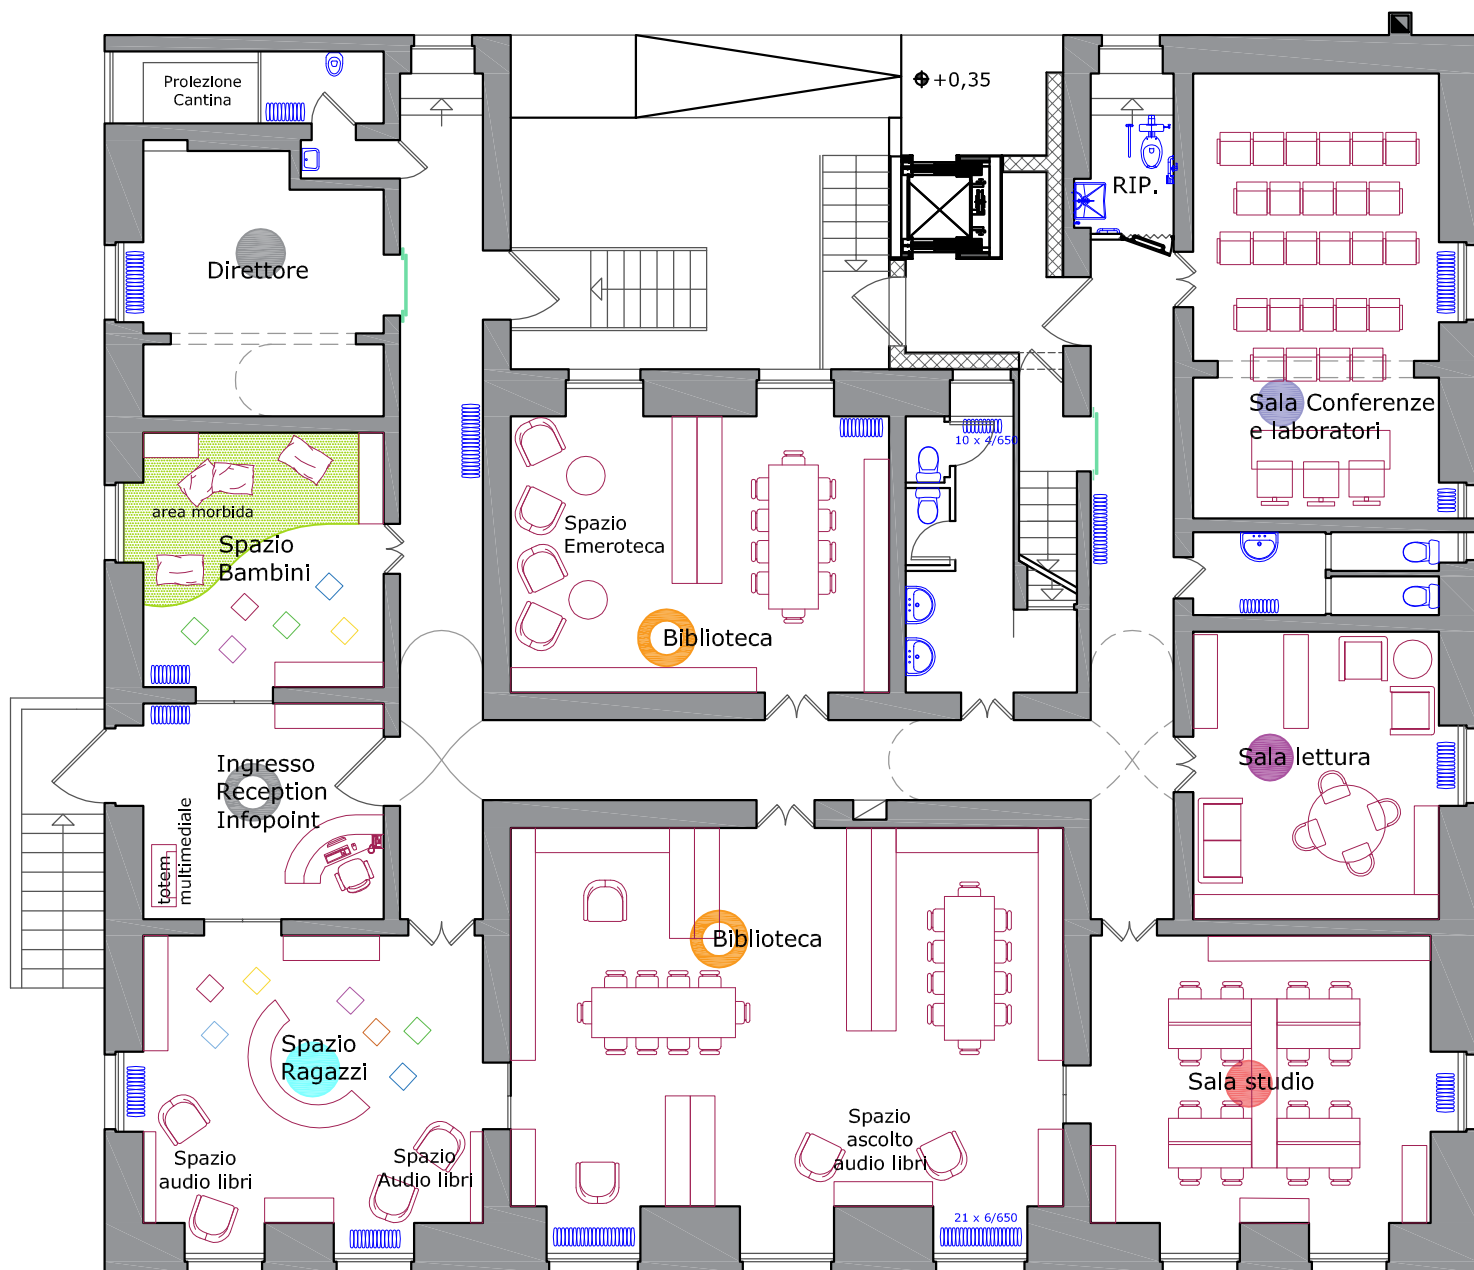 Proiezione
Cantina
+0,35
RIP.
Direttore
Sala Conferenze
e laboratori
10 x 4/650
area morbida
Spazio
Bambini
Spazio
Emeroteca
Biblioteca
Ingresso
Reception
Infopoint
totem
multimediale
Sala lettura
Biblioteca
Spazio
Ragazzi
Sala studio
Spazio
audio libri
Spazio
Audio libri
Spazio
ascolto
audio libri
21 x 6/650